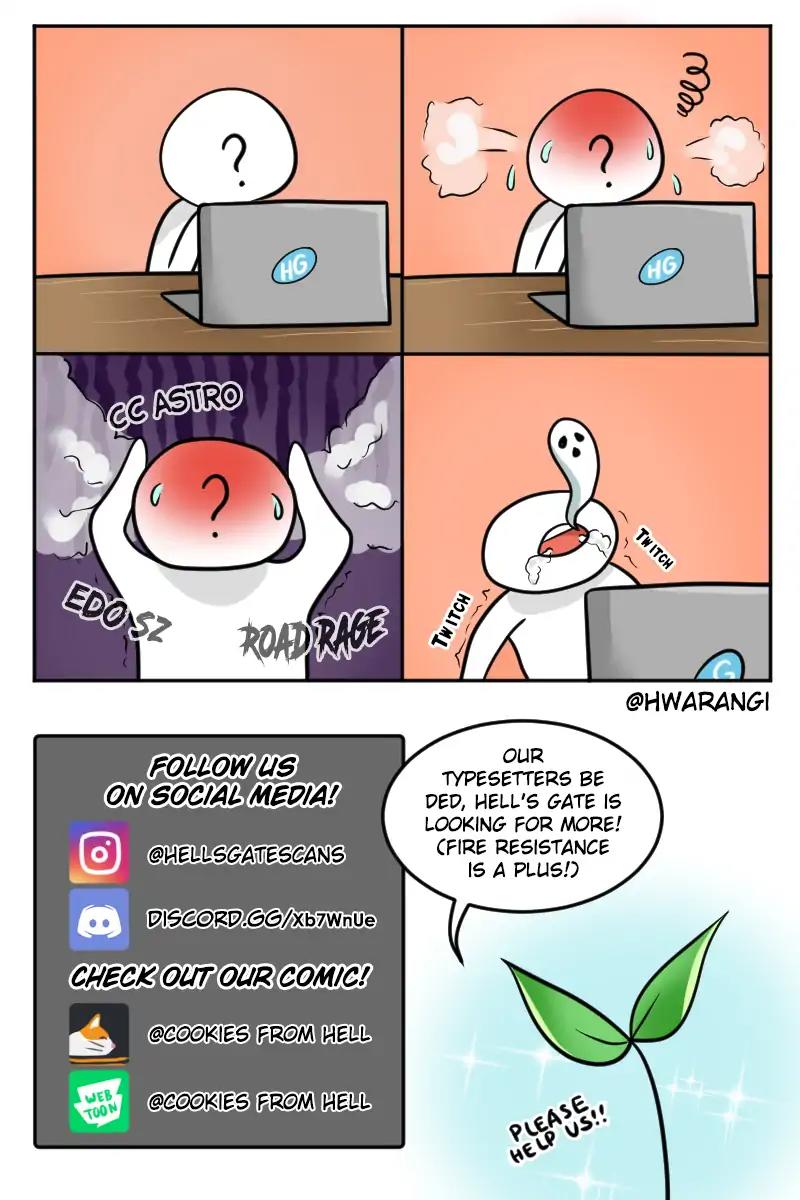 ?
HG
?
HG
CC ASTRO
?
EDO SZ
ROAD RAGE
TWITCH
TWITCH
G
@HWARANGI
FOLLOW US
ON SOCIAL MEDIA!
@HELLSGATESCANS
DISCORD.GG/Xb7WnUe
CHECK OUT OUR COMIC!
@COOKIES FROM HELL
WEB
TOON
@COOKIES FROM HELL
OUR
TYPESETTERS BE
DED, HELL'S GATE IS
LOOKING FOR MORE!
(FIRE RESISTANCE
IS A PLUS!)
PLEASE
HELP US!!